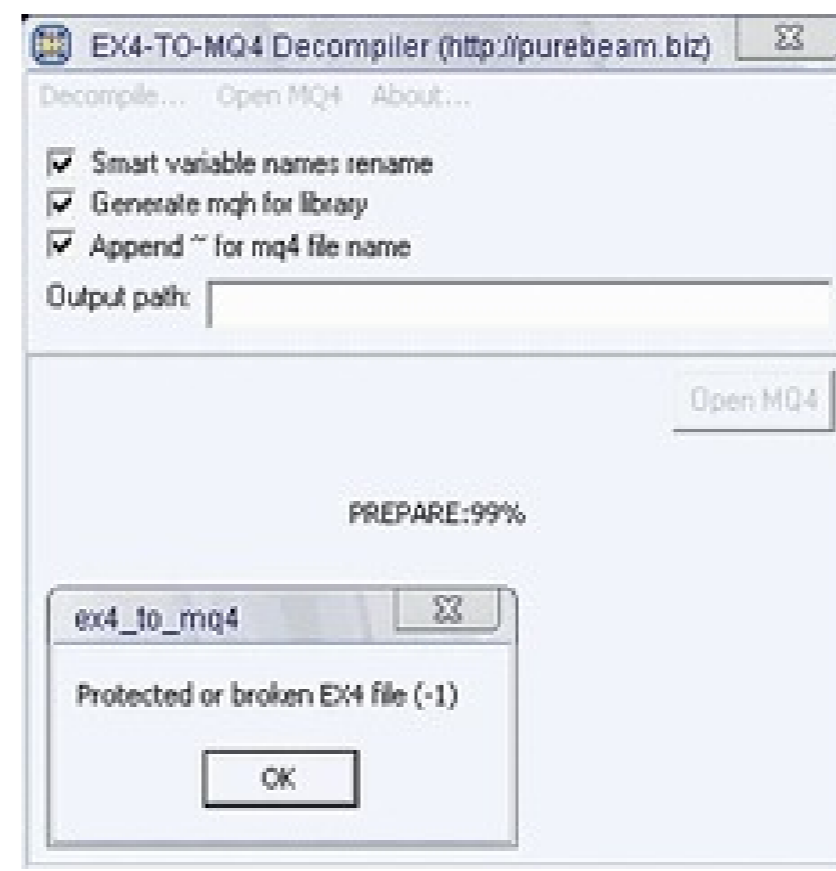 EX4-TO-MQ4 Decompiler (http://purebeam.biz)
Decompile... Open MQ4 About...
Smart variable names rename
Generate mqh for library
Append ~ for mq4 file name
Output path:
Open MQ4
PREPARE:99%
ex4_to_mq4
Protected or broken EX4 file (-1)
OK